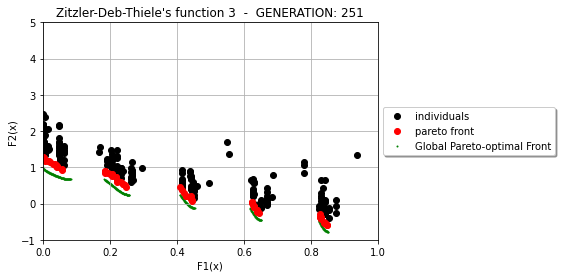 Zitzler-Deb-Thiele's function 3 - GENERATION: 251
5
4
3
2
1
0
−1
F2(x)
0.0 0.2 0.4 0.6 0.8 1.0
F1(x)
individuals
pareto front
Global Pareto-optimal Front